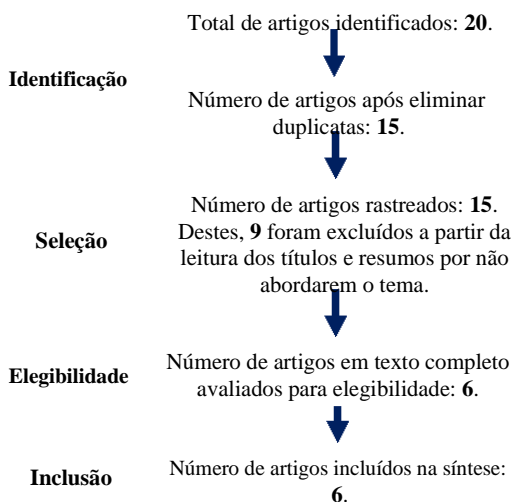 Total de artigos identificados: 20.
Identificação
Número de artigos após eliminar
duplicatas: 15.
Número de artigos rastreados: 15.
Seleção
Destes, 9 foram excluídos a partir da
leitura dos títulos e resumos por não
abordarem o tema.
Elegibilidade
Número de artigos em texto completo
avaliados para elegibilidade: 6.
Inclusão
Número de artigos incluídos na síntese:
6.